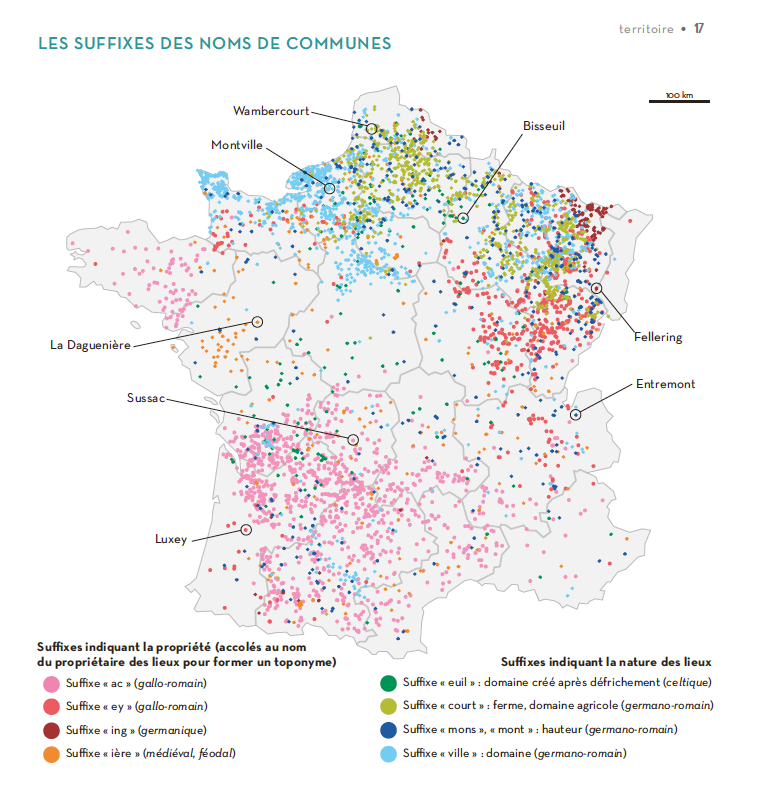 territoire • 17
LES SUFFIXES DES NOMS DE COMMUNES
100 km
Wambercourt
Bisseuil
Montville
La Daguenière
Fellering
Entremont
Sussac
Luxey
Suffixes indiquant la propriété (accolés au nom
du propriétaire des lieux pour former un toponyme)
Suffixe « ac » (gallo-romain)
Suffixe « ey » (gallo-romain)
Suffixe « ing » (germanique)
Suffixe « ière » (médiéval, féodal)
Suffixes indiquant la nature des lieux
Suffixe « euil » : domaine créé après défrichement (celtique)
Suffixe « court » : ferme, domaine agricole (germano-romain)
Suffixe « mons », « mont » : hauteur (germano-romain)
Suffixe « ville » : domaine (germano-romain)